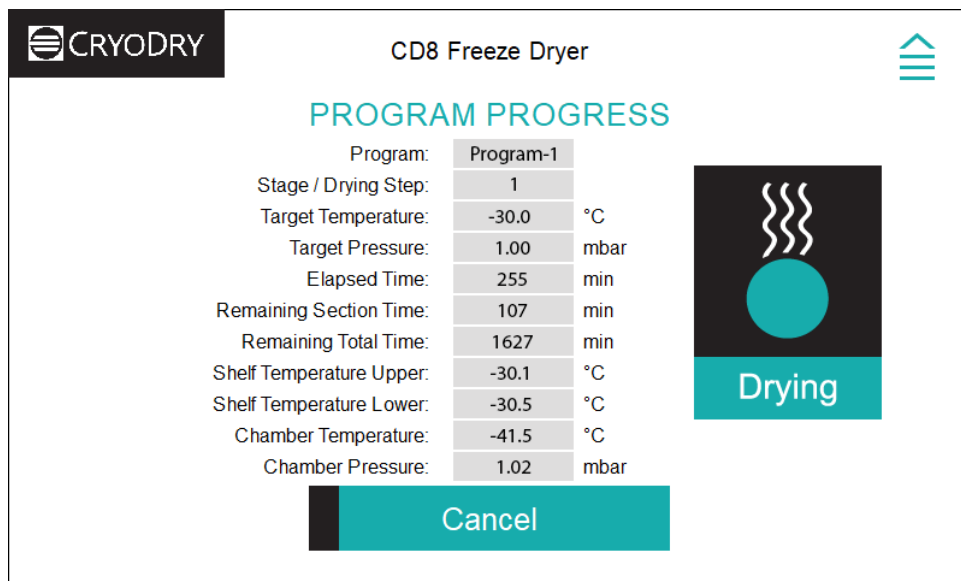 CRYODRY
CD8 Freeze Dryer
PROGRAM PROGRESS
Program: Program-1
Stage / Drying Step: 1
Target Temperature: -30.0 °C
Target Pressure: 1.00 mbar
Elapsed Time: 255 min
Remaining Section Time: 107 min
Remaining Total Time: 1627 min
Shelf Temperature Upper: -30.1 °C
Shelf Temperature Lower: -30.5 °C
Chamber Temperature: -41.5 °C
Chamber Pressure: 1.02 mbar
Drying
Cancel